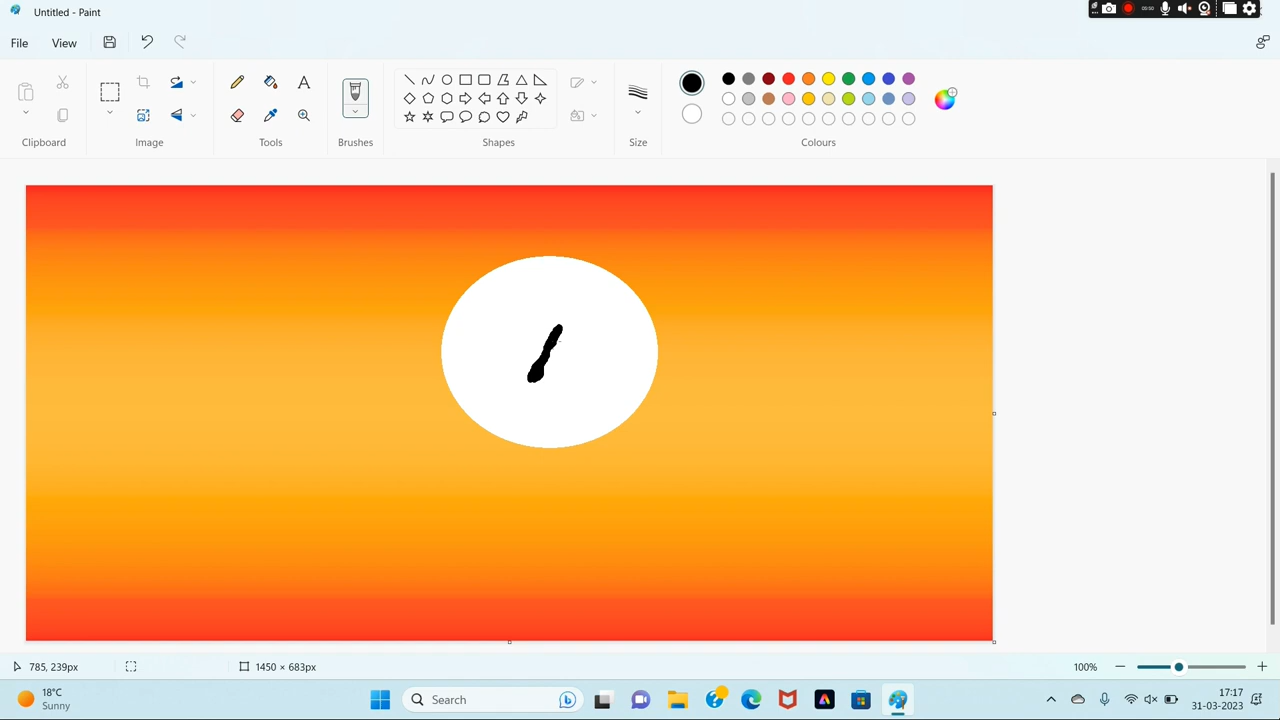 Untitled - Paint
File View
Clipboard Image Tools Brushes Shapes Size Colours
785, 239px 1450 × 683px 100%
18°C
Sunny
Search
17:17
31-03-2023